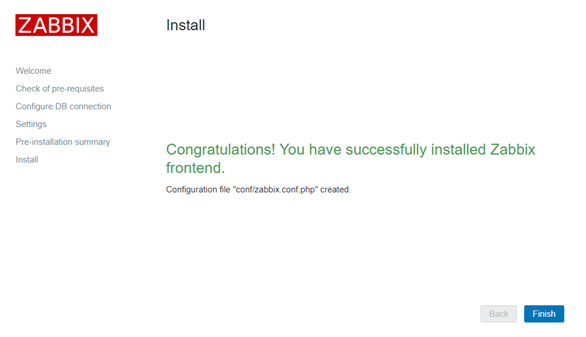 ZABBIX
Install
Welcome
Check of pre-requisites
Configure DB connection
Settings
Pre-installation summary
Install
Congratulations! You have successfully installed Zabbix
frontend.
Configuration file "conf/zabbix.conf.php" created.
Back
Finish